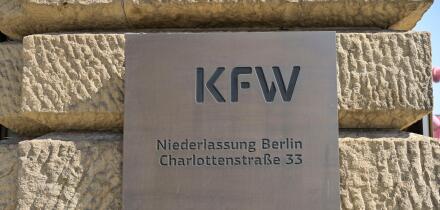 KFW
Niederlassung Berlin
Charlottenstraße 33